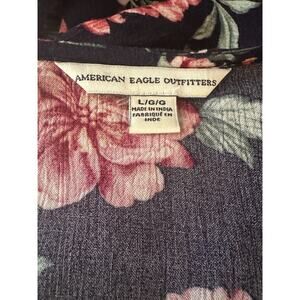 AMERICAN EAGLE OUTFITTERS
L/G/G
MADE IN INDIA
FABRIQUÉ EN
INDE